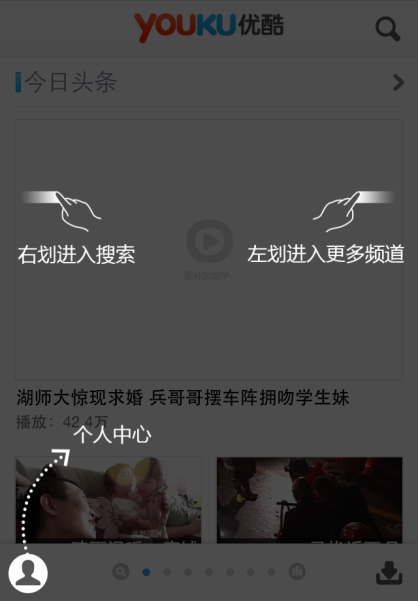 YOUKU优酷
今日头条
右划进入搜索
左划进入更多频道
图片加载中
湖师大惊现求婚 兵哥哥摆车阵拥吻学生妹
播放：42.4万
个人中心